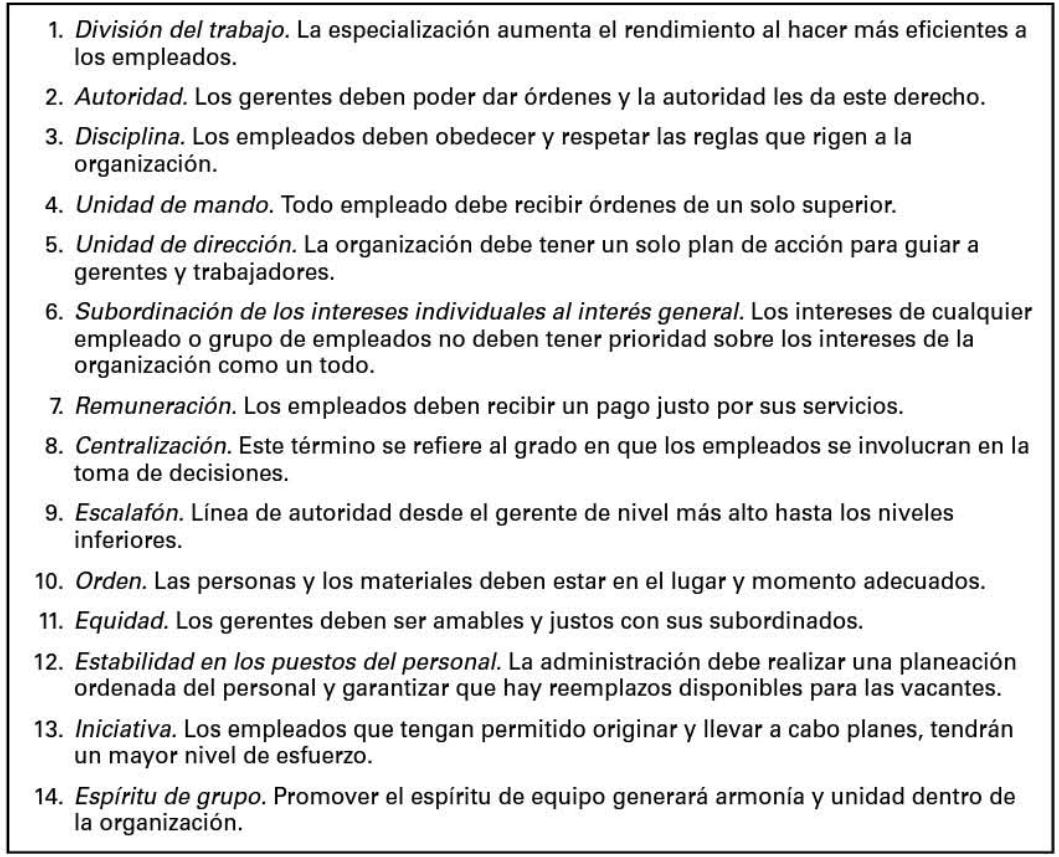 1. División del trabajo. La especialización aumenta el rendimiento al hacer más eficientes a
los empleados.
2. Autoridad. Los gerentes deben poder dar órdenes y la autoridad les da este derecho.
3. Disciplina. Los empleados deben obedecer y respetar las reglas que rigen a la
organización.
4. Unidad de mando. Todo empleado debe recibir órdenes de un solo superior.
5. Unidad de dirección. La organización debe tener un solo plan de acción para guiar a
gerentes y trabajadores.
6. Subordinación de los intereses individuales al interés general. Los intereses de cualquier
empleado o grupo de empleados no deben tener prioridad sobre los intereses de la
organización como un todo.
7. Remuneración. Los empleados deben recibir un pago justo por sus servicios.
8. Centralización. Este término se refiere al grado en que los empleados se involucran en la
toma de decisiones.
9. Escalafón. Línea de autoridad desde el gerente de nivel más alto hasta los niveles
inferiores.
10. Orden. Las personas y los materiales deben estar en el lugar y momento adecuados.
11. Equidad. Los gerentes deben ser amables y justos con sus subordinados.
12. Estabilidad en los puestos del personal. La administración debe realizar una planeación
ordenada del personal y garantizar que hay reemplazos disponibles para las vacantes.
13. Iniciativa. Los empleados que tengan permitido originar y llevar a cabo planes, tendrán
un mayor nivel de esfuerzo.
14. Espíritu de grupo. Promover el espíritu de equipo generará armonía y unidad dentro de
la organización.